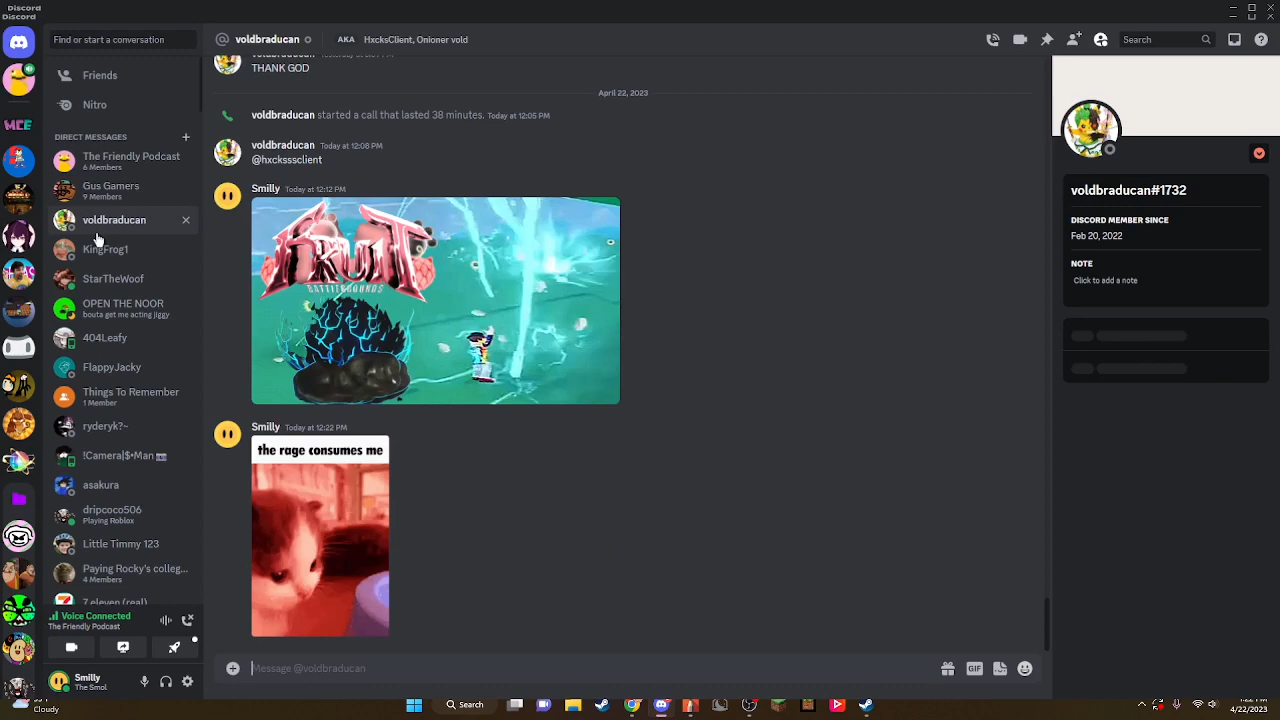 Discord
Discord
Find or start a conversation
voldbraducan
AKA
HxcksClient, Onioner vold
Search
Friends
Nitro
DIRECT MESSAGES
The Friendly Podcast
6 Members
Gus Gamers
9 Members
voldbraducan
KingFrog1
StarTheWoof
OPEN THE NOOR
bouta get me acting jiggy
404Leafy
FlappyJacky
Things To Remember
1 Member
ryderyk?~
!Camera|$•Man
asakura
dripcoco506
Playing Roblox
Little Timmy 123
Paying Rocky's colleg...
4 Members
7 eleven (real)
Voice Connected
The Friendly Podcast
Smilly
THANK GOD
April 22, 2023
voldbraducan started a call that lasted 38 minutes. Today at 12:05 PM
voldbraducan Today at 12:08 PM
@hxcksssclient
Smilly Today at 12:12 PM
FRUIT
BATTLEGROUNDS
Smilly Today at 12:22 PM
the rage consumes me
Message @voldbraducan
GIF
voldbraducan#1732
DISCORD MEMBER SINCE
Feb 20, 2022
NOTE
Click to add a note
MCE
Cloudy
Search